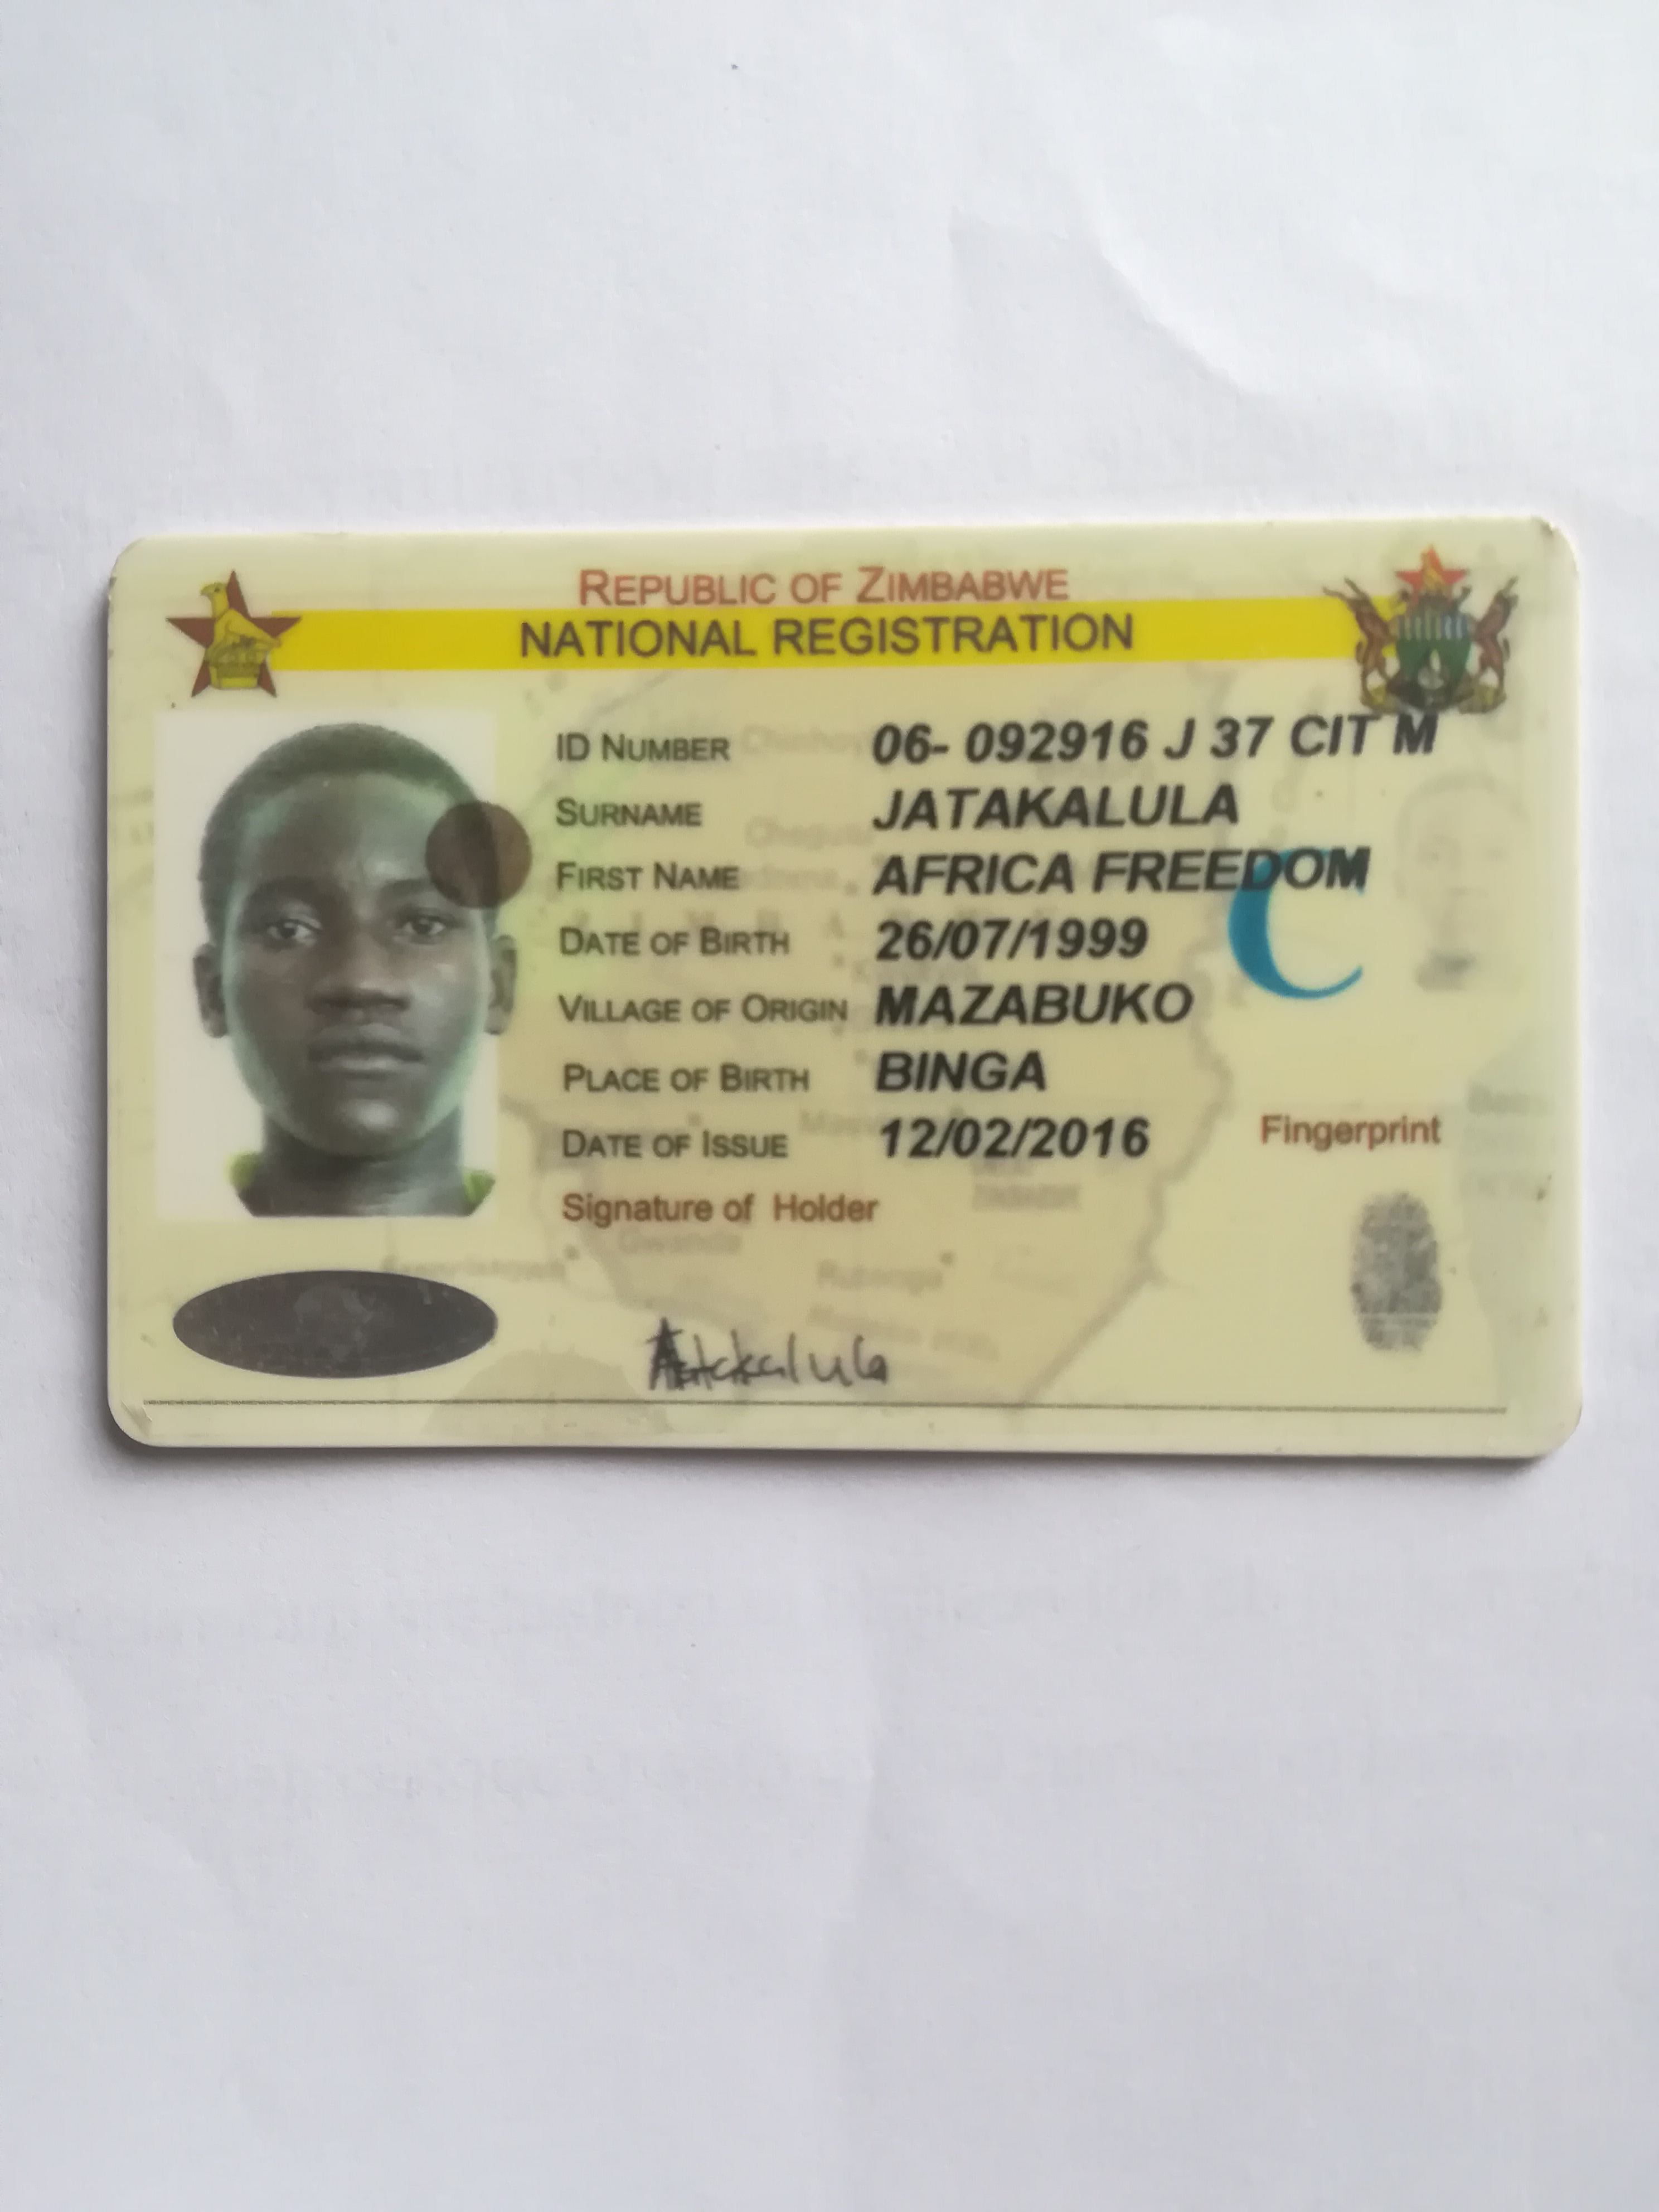 REPUBLIC OF ZIMBABWE
NATIONAL REGISTRATION
ID NUMBER 06- 092916 J 37 CIT M
SURNAME JATAKALULA
FIRST NAME AFRICA FREEDOM
C
DATE OF BIRTH 26/07/1999
VILLAGE OF ORIGIN MAZABUKO
PLACE OF BIRTH BINGA
DATE OF ISSUE 12/02/2016
Fingerprint
Signature of Holder